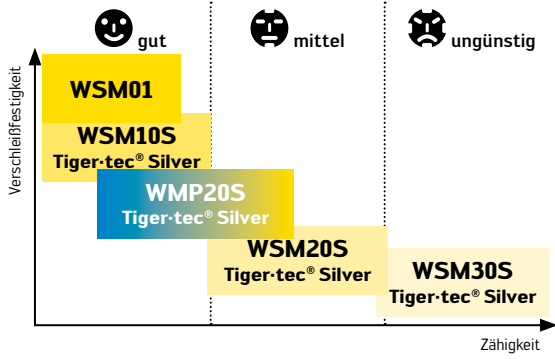 gut
mittel
ungünstig
Verschleißfestigkeit
WSM01
WSM10S
Tiger·tec® Silver
WMP20S
Tiger·tec® Silver
WSM20S
Tiger·tec® Silver
WSM30S
Tiger·tec® Silver
Zähigkeit